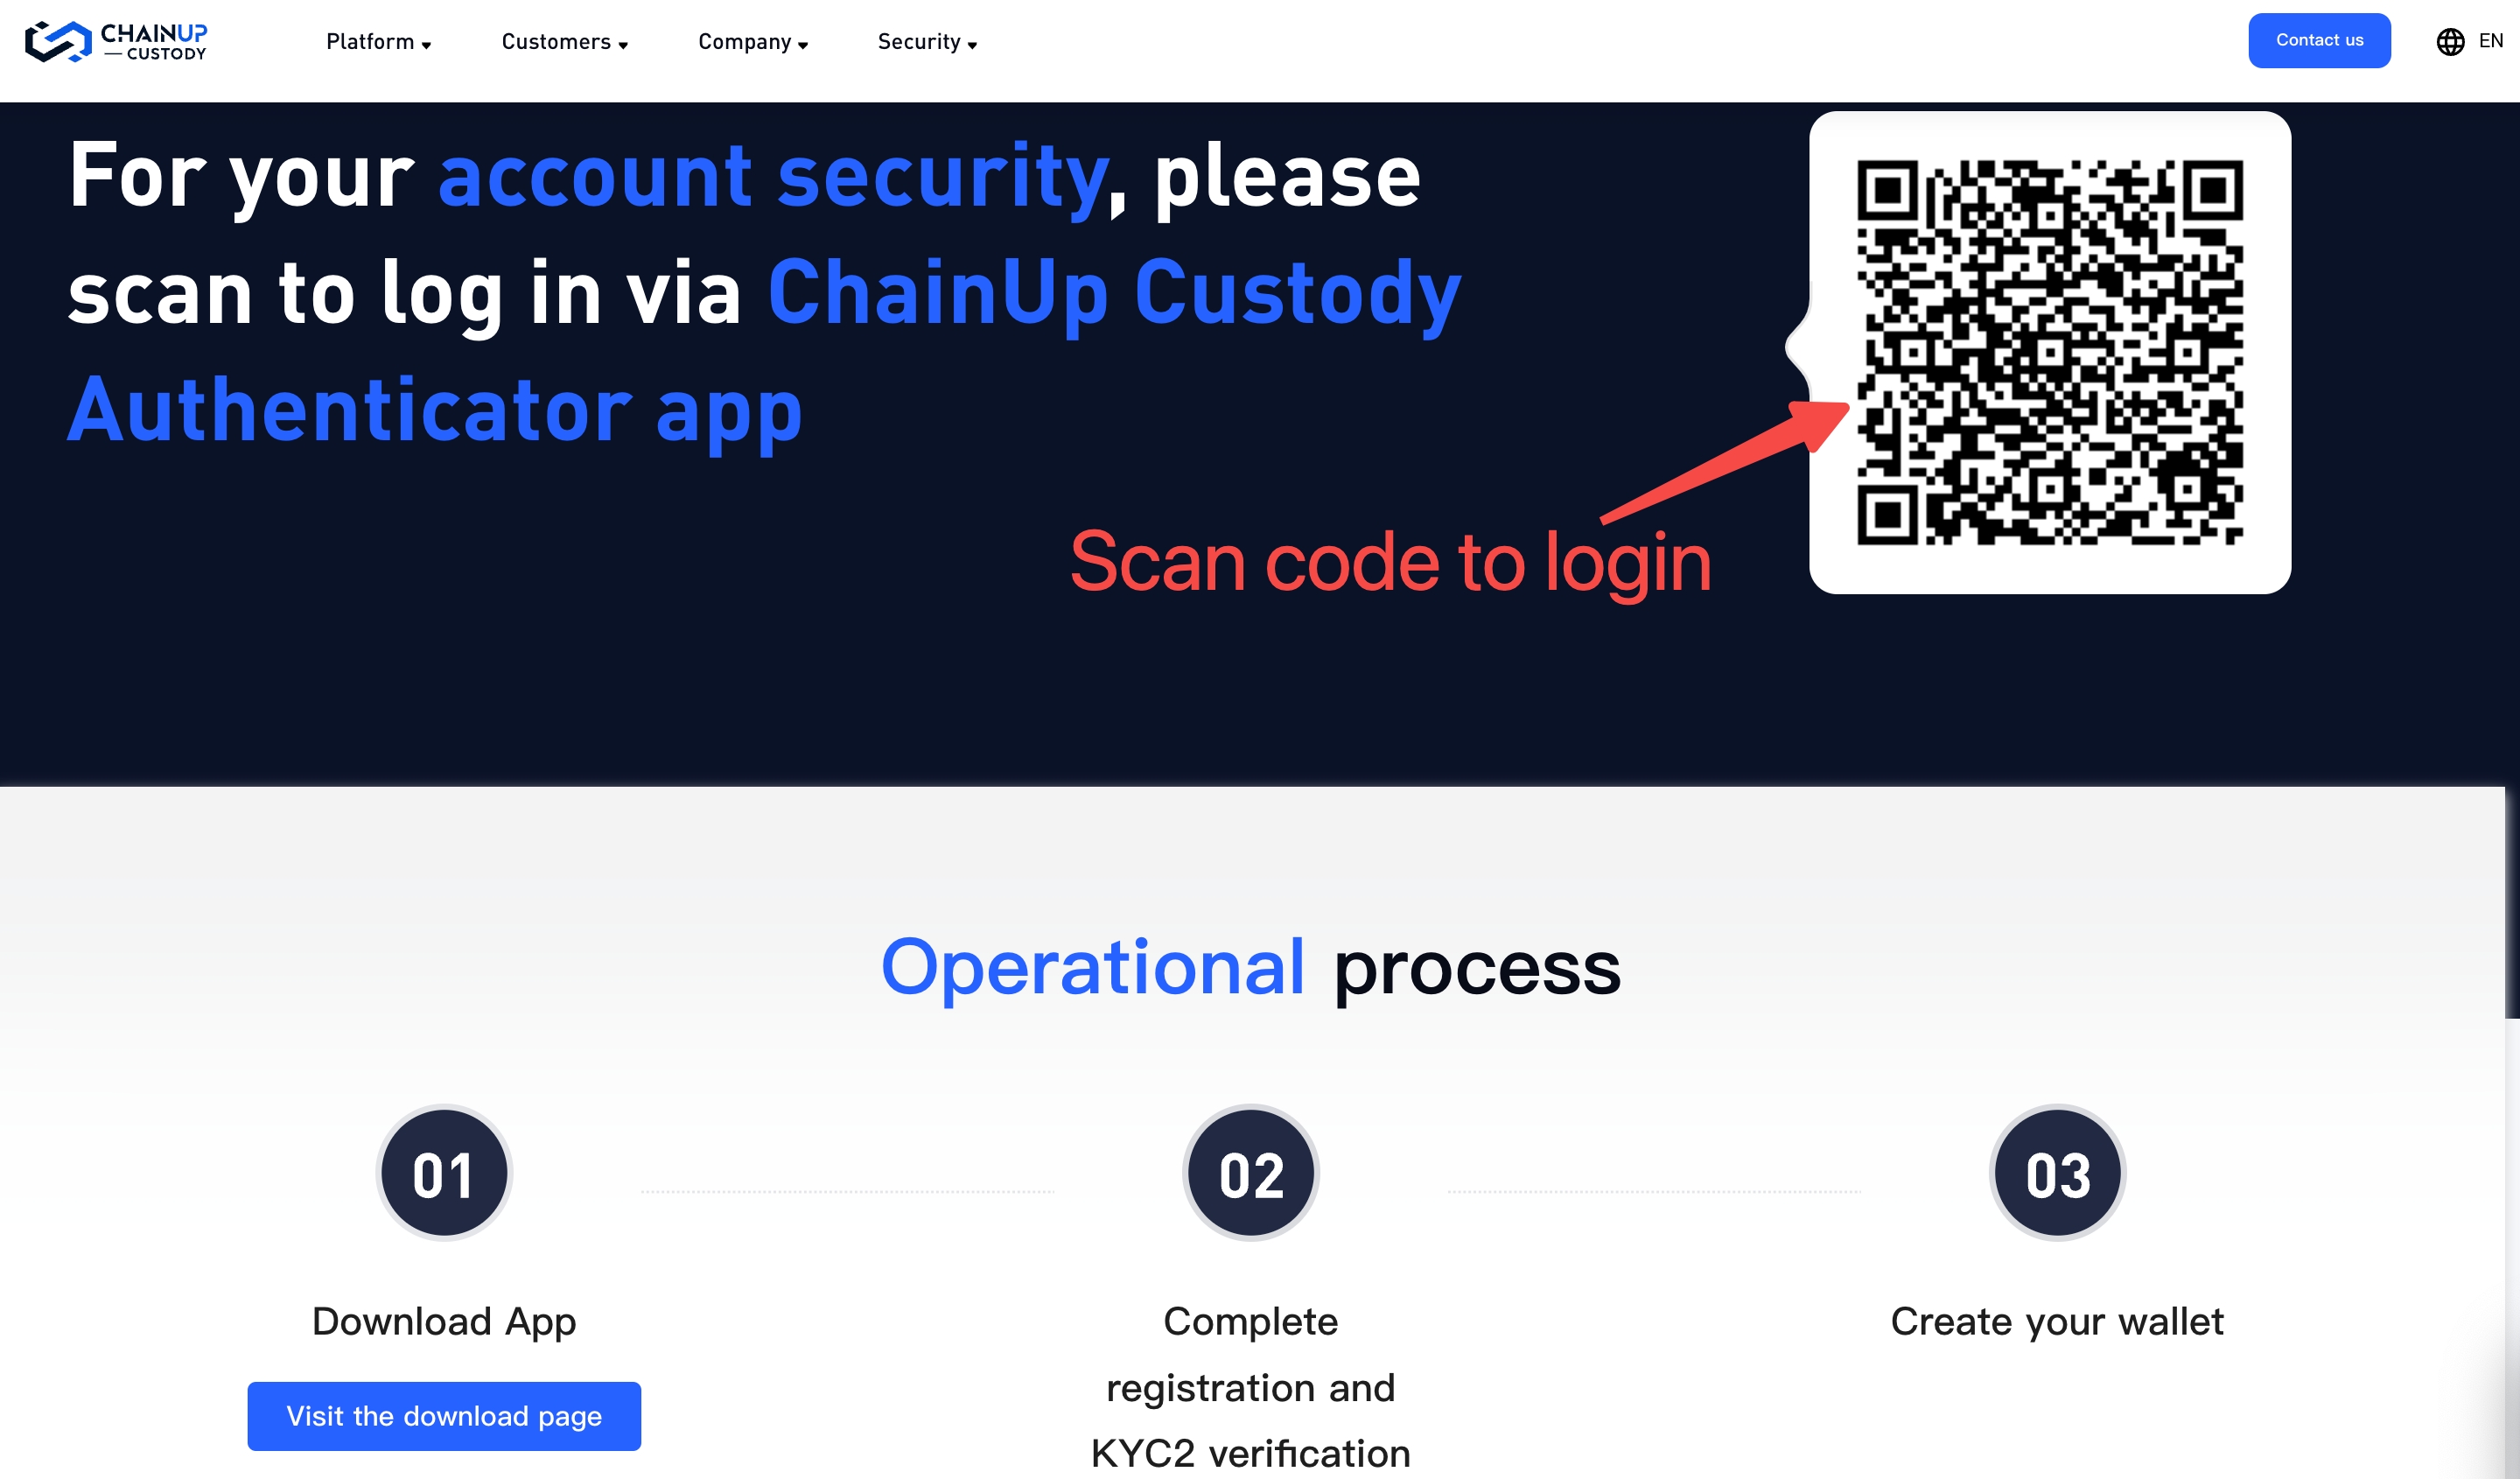 CHAINUP
CUSTODY
Platform
Customers
Company
Security
Contact us
EN
For your account security, please
scan to log in via ChainUp Custody
Authenticator app
Scan code to login
Operational process
01
02
03
Download App
Visit the download page
Complete
registration and
KYC2 verification
Create your wallet